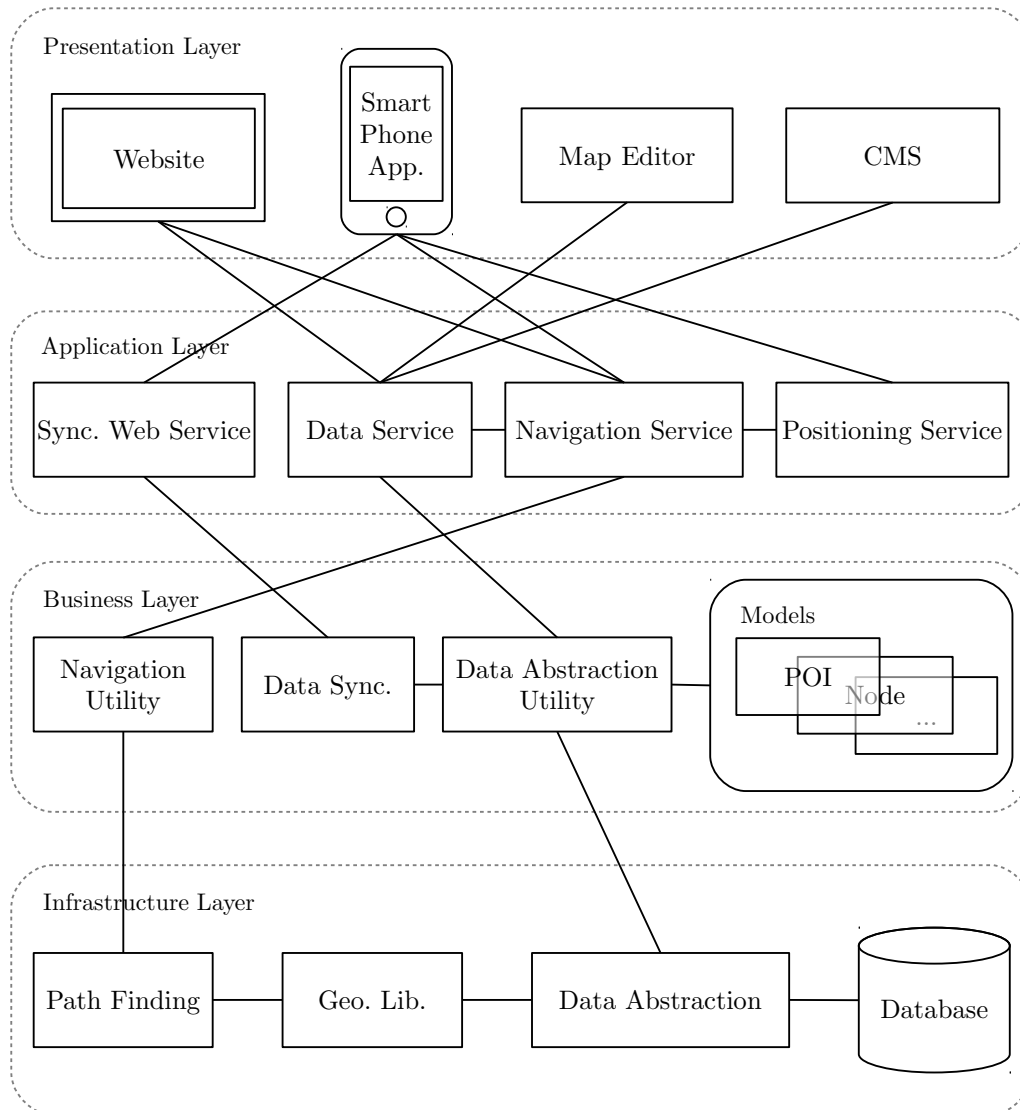 Presentation Layer
Website
Smart
Phone
App.
Map Editor
CMS
Application Layer
Sync. Web Service
Data Service
Navigation Service
Positioning Service
Business Layer
Navigation
Utility
Data Sync.
Data Abstraction
Utility
Models
POI
Node
...
Infrastructure Layer
Path Finding
Geo. Lib.
Data Abstraction
Database